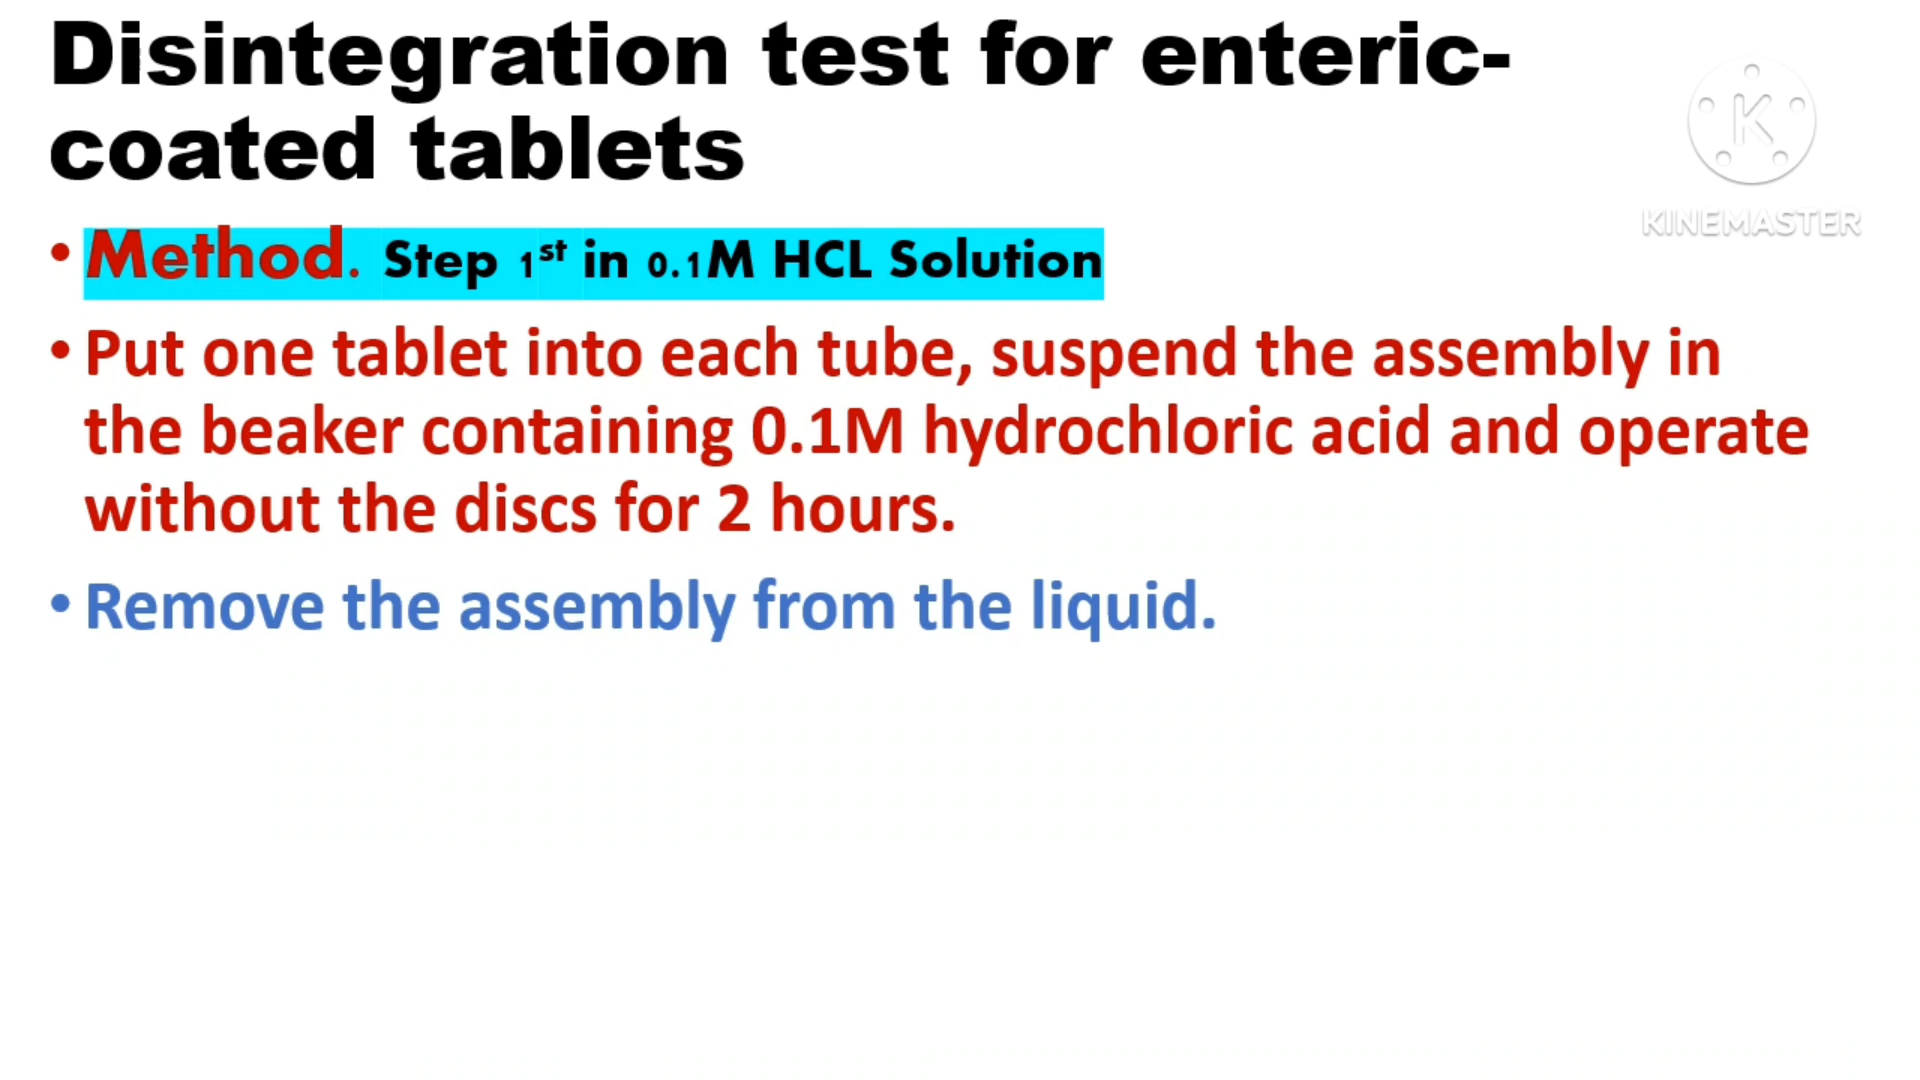 Disintegration test for enteric-
coated tablets
K
KINEMASTER
• Method. Step 1st in 0.1M HCL Solution
• Put one tablet into each tube, suspend the assembly in
the beaker containing 0.1M hydrochloric acid and operate
without the discs for 2 hours.
• Remove the assembly from the liquid.